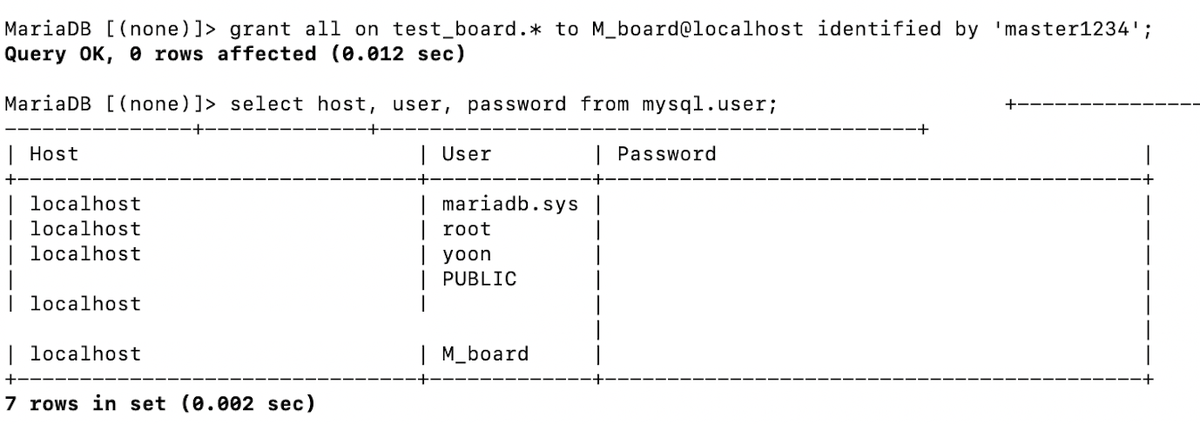 MariaDB [(none)]> grant all on test_board.* to M_board@localhost identified by 'master1234';
Query OK, 0 rows affected (0.012 sec)
MariaDB [(none)]> select host, user, password from mysql.user;
| Host | User | Password |
| localhost | mariadb.sys | |
| localhost | root | |
| localhost | yoon | |
| | PUBLIC | |
| localhost | | |
| |
| localhost | M_board | |
7 rows in set (0.002 sec)